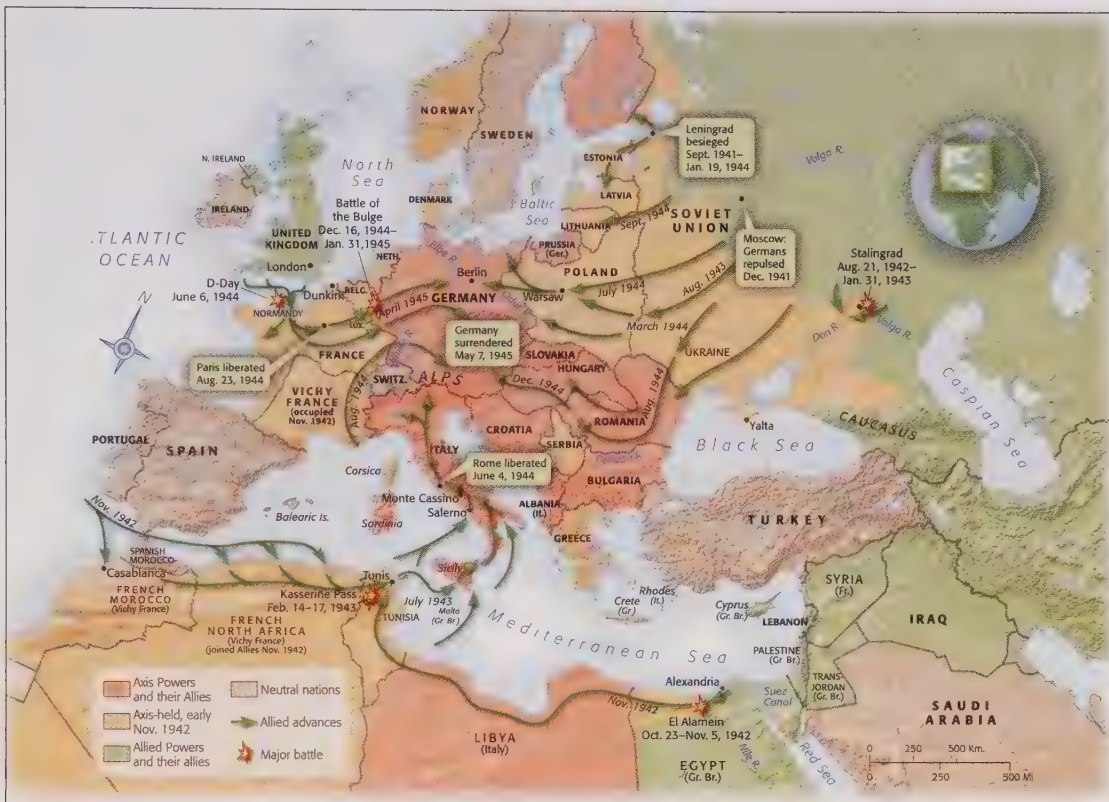 NORWAY
SWEDEN
Leningrad
besieged
Sept. 1941–
Jan. 19, 1944
Volga R.
N. IRELAND
IRELAND
North
Sea
ESTONIA
LATVIA
LITHUANIA
Sept. 1944
SOVIET
UNION
DENMARK
Baltic
Sea
UNITED
KINGDOM
Battle of
the Bulge
Dec. 16, 1944–
Jan. 31, 1945
NETH.
PRUSSIA
(Ger.)
Moscow:
Germans
repulsed
Dec. 1941
Stalingrad
Aug. 21, 1942–
Jan. 31, 1943
.TLANTIC
OCEAN
London
Elbe R.
Berlin
POLAND
Warsaw
July 1944
Aug. 1943
D-Day
June 6, 1944
Dunkirk
BELG.
April 1945
GERMANY
NORMANDY
LUX.
March 1944
Don R.
Volga R.
N
Germany
surrendered
May 7, 1945
UKRAINE
Paris liberated
Aug. 23, 1944
FRANCE
SLOVAKIA
HUNGARY
VICHY
FRANCE
(occupied
Nov. 1942)
SWITZ.
ALPS
Dec. 1944
Aug. 1944
Aug. 1944
ROMANIA
Yalta
CAUCASUS
Caspian Sea
PORTUGAL
SPAIN
CROATIA
SERBIA
Black Sea
ITALY
BULGARIA
Corsica
Rome liberated
June 4, 1944
Monte Cassino
Salerno
ALBANIA
(It.)
Balearic Is.
Sardinia
GREECE
TURKEY
Nov. 1942
SPANISH
MOROCCO
Casablanca
FRENCH
MOROCCO
(Vichy France)
Tunis
Sicily
Kasserine Pass
Feb. 14–17, 1943
TUNISIA
July 1943
Malta
(Gr Br.)
Crete
(Gr.)
Rhodes
(It.)
Cyprus
(Gr. Br.)
SYRIA
(Fr.)
LEBANON
IRAQ
FRENCH
NORTH AFRICA
(Vichy France)
(joined Allies Nov. 1942)
Mediterranean Sea
PALESTINE
(Gr Br.)
TRANS
JORDAN
(Gr. Br.)
Axis Powers
and their Allies
Neutral nations
Axis-held, early
Nov. 1942
Allied advances
Allied Powers
and their allies
Major battle
Alexandria
Suez
Canal
Nov. 1942
El Alamein
Oct. 23–Nov. 5, 1942
LIBYA
(Italy)
EGYPT
(Gr Br.)
Nile R.
Red Sea
SAUDI
ARABIA
0 250 500 Km.
0 250 500 Mi